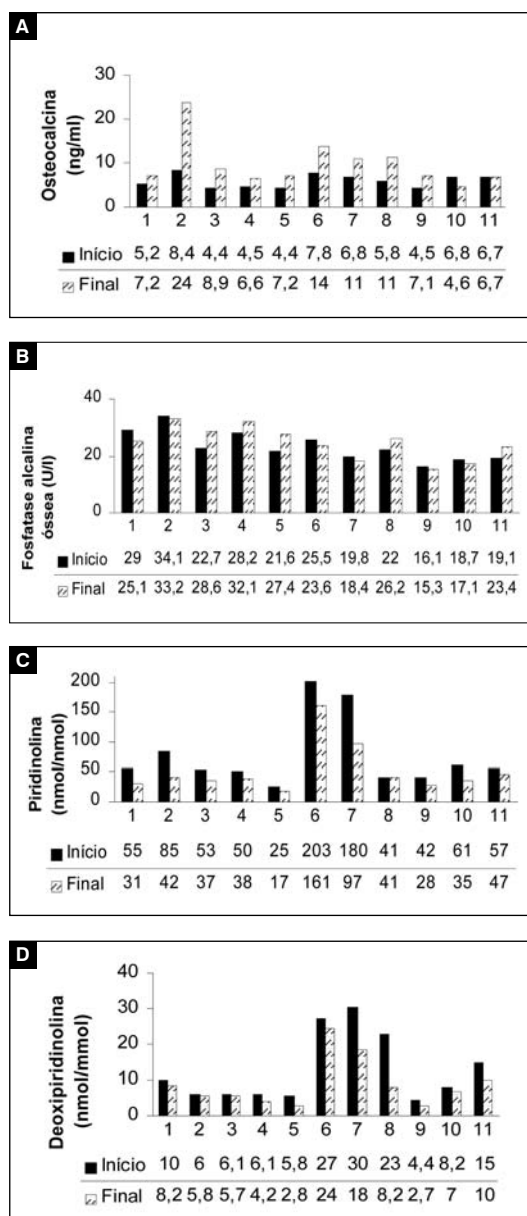 A
Osteocalcina
(ng/ml)
30
20
10
0
1 2 3 4 5 6 7 8 9 10 11
Início 5,2 8,4 4,4 4,5 4,4 7,8 6,8 5,8 4,5 6,8 6,7
Final 7,2 24 8,9 6,6 7,2 14 11 11 7,1 4,6 6,7
B
Fosfatase alcalina
óssea (U/l)
40
20
0
1 2 3 4 5 6 7 8 9 10 11
Início 29 34,1 22,7 28,2 21,6 25,5 19,8 22 16,1 18,7 19,1
Final 25,1 33,2 28,6 32,1 27,4 23,6 18,4 26,2 15,3 17,1 23,4
C
Piridinolina
(nmol/nmol)
200
150
100
50
0
1 2 3 4 5 6 7 8 9 10 11
Início 55 85 53 50 25 203 180 41 42 61 57
Final 31 42 37 38 17 161 97 41 28 35 47
D
Deoxipiridinolina
(nmol/mmol)
40
30
20
10
0
1 2 3 4 5 6 7 8 9 10 11
Início 10 6 6,1 6,1 5,8 27 30 23 4,4 8,2 15
Final 8,2 5,8 5,7 4,2 2,8 24 18 8,2 2,7 7 10